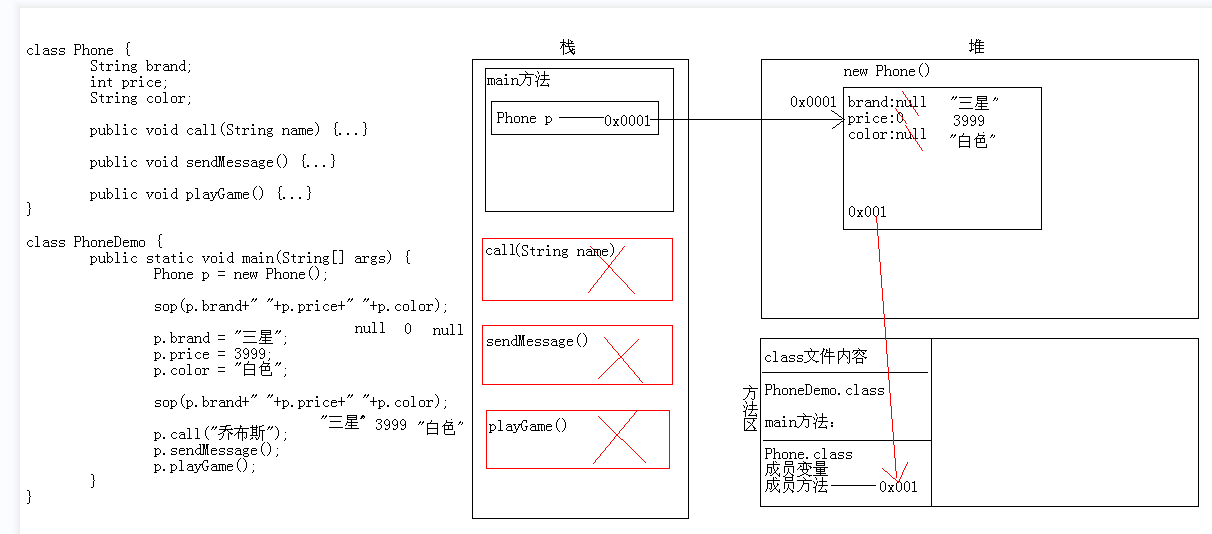 class Phone {
String brand;
int price;
String color;
public void call(String name) {...}
public void sendMessage() {...}
public void playGame() {...}
}
class PhoneDemo {
public static void main(String[] args) {
Phone p = new Phone();
sop(p.brand+" "+p.price+" "+p.color);
null 0 null
p.brand = "三星";
p.price = 3999;
p.color = "白色";
sop(p.brand+" "+p.price+" "+p.color);
"三星" 3999 "白色"
p.call("乔布斯");
p.sendMessage();
p.playGame();
}
}
栈
main方法
Phone p 0x0001
call(String name)
sendMessage()
playGame()
堆
new Phone()
0x0001
brand:null "三星"
price:0 3999
color:null "白色"
0x001
方法区
class文件内容
PhoneDemo.class
main方法:
Phone.class
成员变量
成员方法 0x001